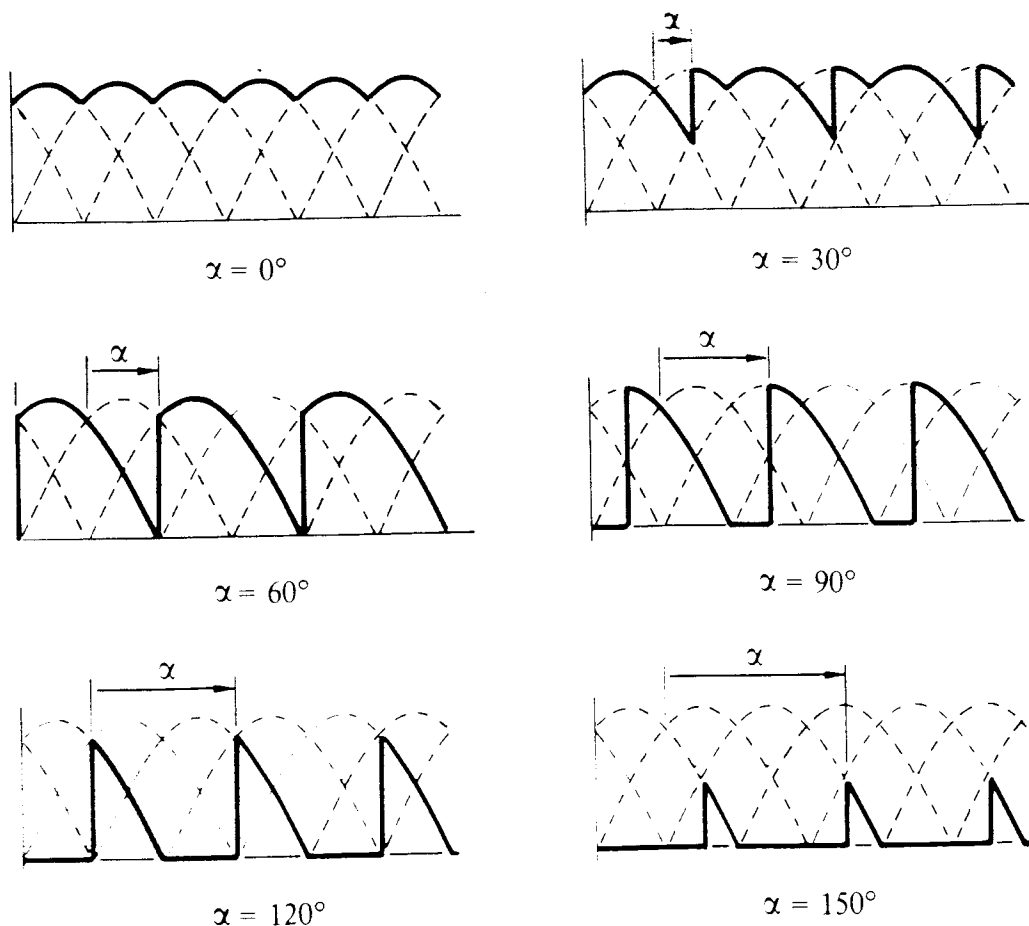 α
α = 0°
α = 30°
α
α
α = 60°
α = 90°
α
α
α = 120°
α = 150°